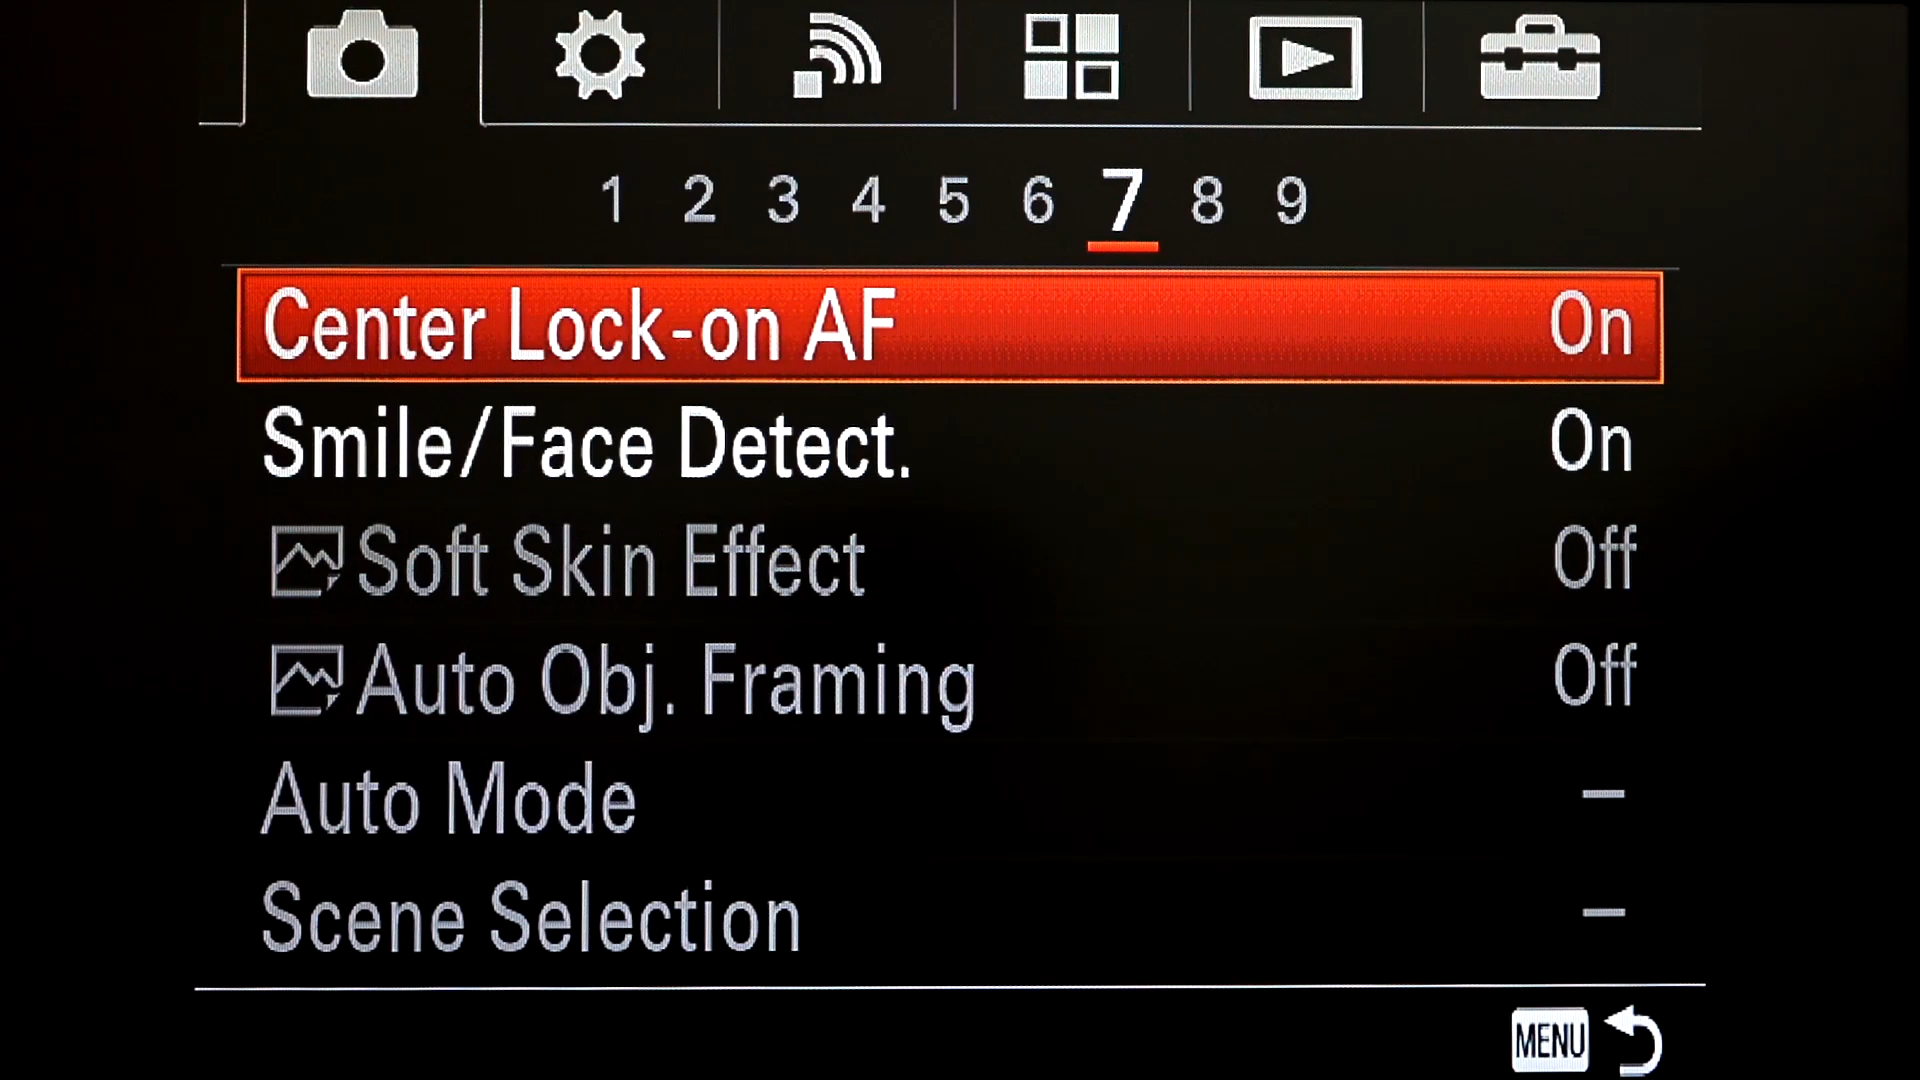 1 2 3 4 5 6 7 8 9
Center Lock-on AF On
Smile/Face Detect. On
Soft Skin Effect Off
Auto Obj. Framing Off
Auto Mode –
Scene Selection –
MENU